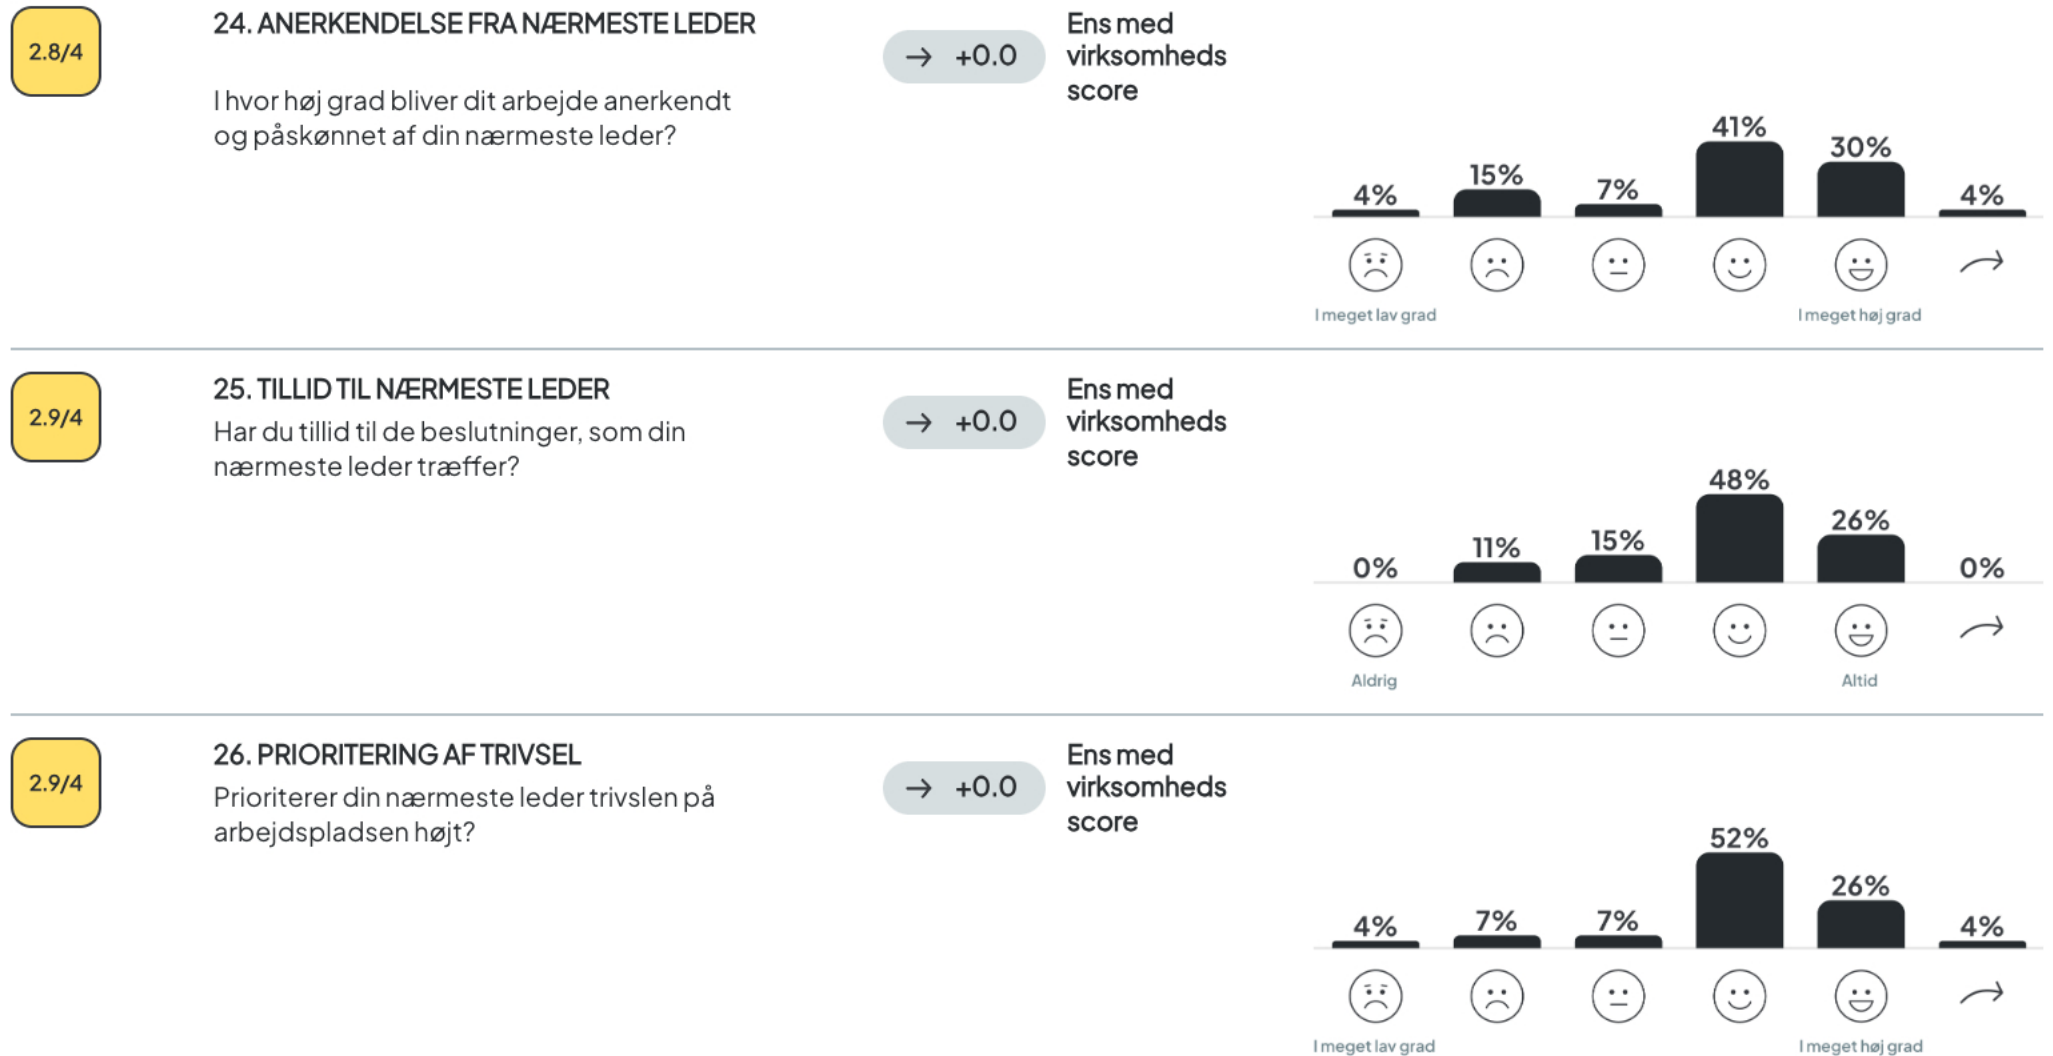 2.8/4
24. ANERKENDELSE FRA NÆRMESTE LEDER
I hvor høj grad bliver dit arbejde anerkendt
og påskønnet af din nærmeste leder?
→ +0.0
Ens med
virksomheds
score
4% 15% 7% 41% 30% 4%
I meget lav grad I meget høj grad
2.9/4
25. TILLID TIL NÆRMESTE LEDER
Har du tillid til de beslutninger, som din
nærmeste leder træffer?
→ +0.0
Ens med
virksomheds
score
0% 11% 15% 48% 26% 0%
Aldrig Altid
2.9/4
26. PRIORITERING AF TRIVSEL
Prioriterer din nærmeste leder trivslen på
arbejdspladsen højt?
→ +0.0
Ens med
virksomheds
score
4% 7% 7% 52% 26% 4%
I meget lav grad I meget høj grad